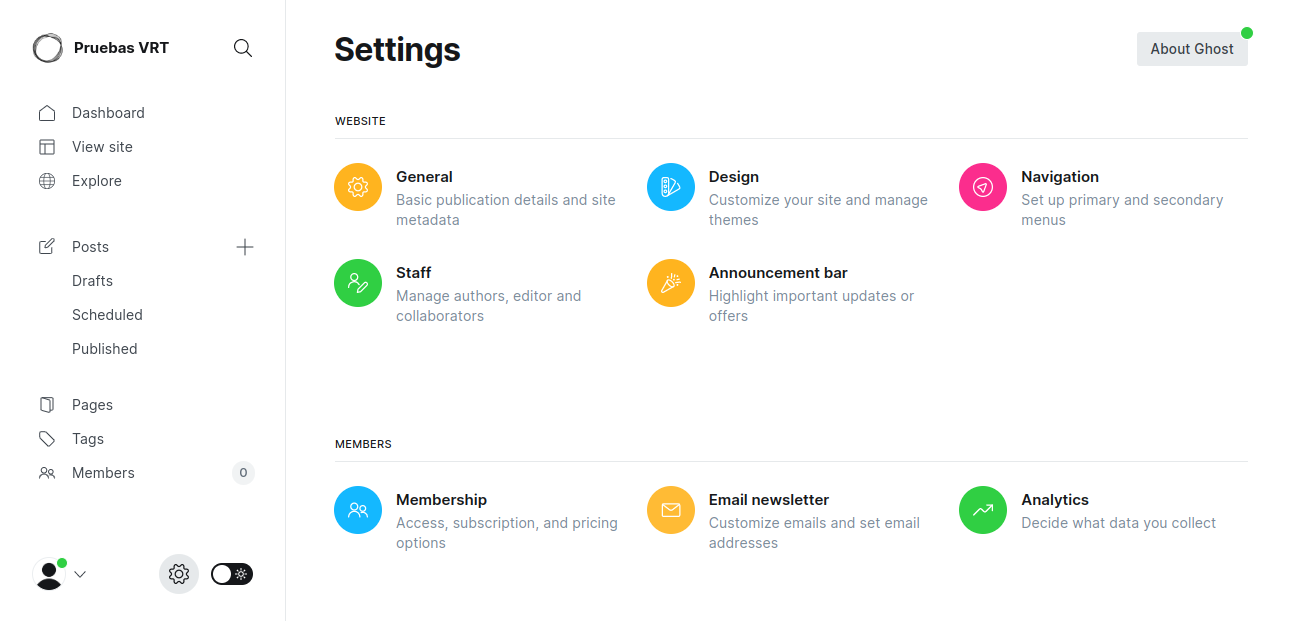 Pruebas VRT
Dashboard
View site
Explore
Posts
Drafts
Scheduled
Published
Pages
Tags
Members
0
Settings
About Ghost
WEBSITE
General
Basic publication details and site
metadata
Design
Customize your site and manage
themes
Navigation
Set up primary and secondary
menus
Staff
Manage authors, editor and
collaborators
Announcement bar
Highlight important updates or
offers
MEMBERS
Membership
Access, subscription, and pricing
options
Email newsletter
Customize emails and set email
addresses
Analytics
Decide what data you collect